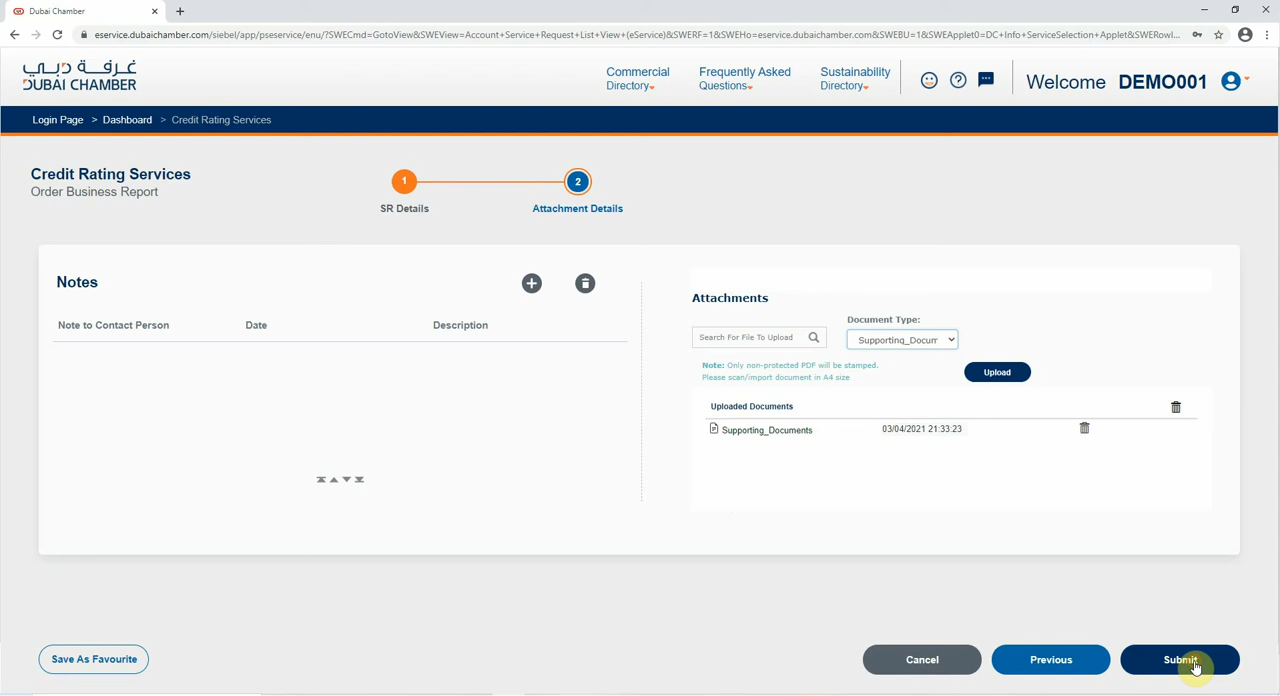 Dubai Chamber
eservice.dubaichamber.com/siebel/app/pseservice/enu/?SWECmd=GotoView&SWEView=Account+Service+Request+List+View+(eService)&SWERF=1&SWEHo=eservice.dubaichamber.com&SWEBU=1&SWEApplet0=DC+Info+ServiceSelection+Applet&SWERowI...
غرفة دبي
DUBAI CHAMBER
Commercial
Directory
Frequently Asked
Questions
Sustainability
Directory
Welcome DEMO001
Login Page > Dashboard > Credit Rating Services
Credit Rating Services
Order Business Report
1
SR Details
2
Attachment Details
Notes
Note to Contact Person Date Description
Attachments
Document Type:
Search For File To Upload
Supporting_Docum
Note: Only non-protected PDF will be stamped.
Please scan/import document in A4 size
Upload
Uploaded Documents
Supporting_Documents 03/04/2021 21:33:23
Save As Favourite
Cancel
Previous
Submit